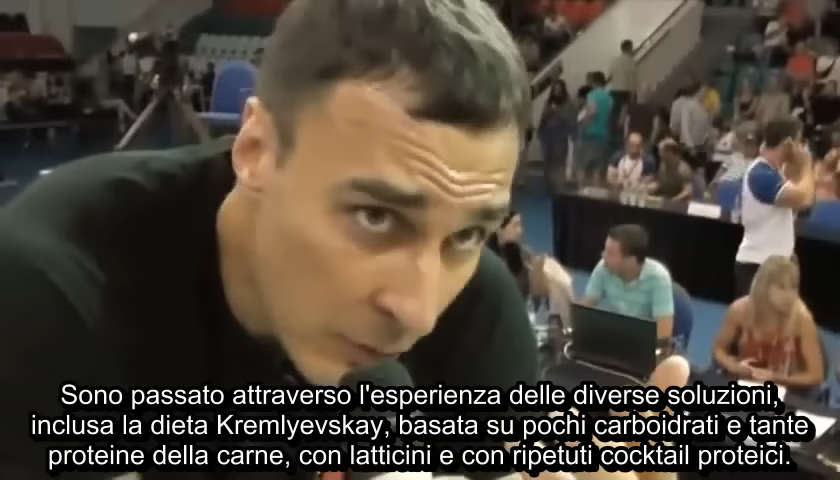 Sono passato attraverso l'esperienza delle diverse soluzioni,
inclusa la dieta Kremlyevskay, basata su pochi carboidrati e tante
proteine della carne, con latticini e con ripetuti cocktail proteici.